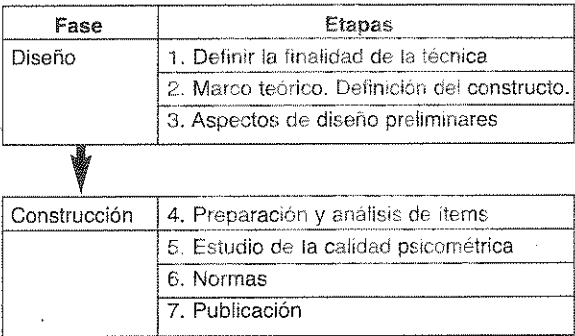 Fase Etapas
Diseño 1. Definir la finalidad de la técnica
2. Marco teórico. Definición del constructo.
3. Aspectos de diseño preliminares
Construcción 4. Preparación y análisis de ítems
5. Estudio de la calidad psicométrica
6. Normas
7. Publicación